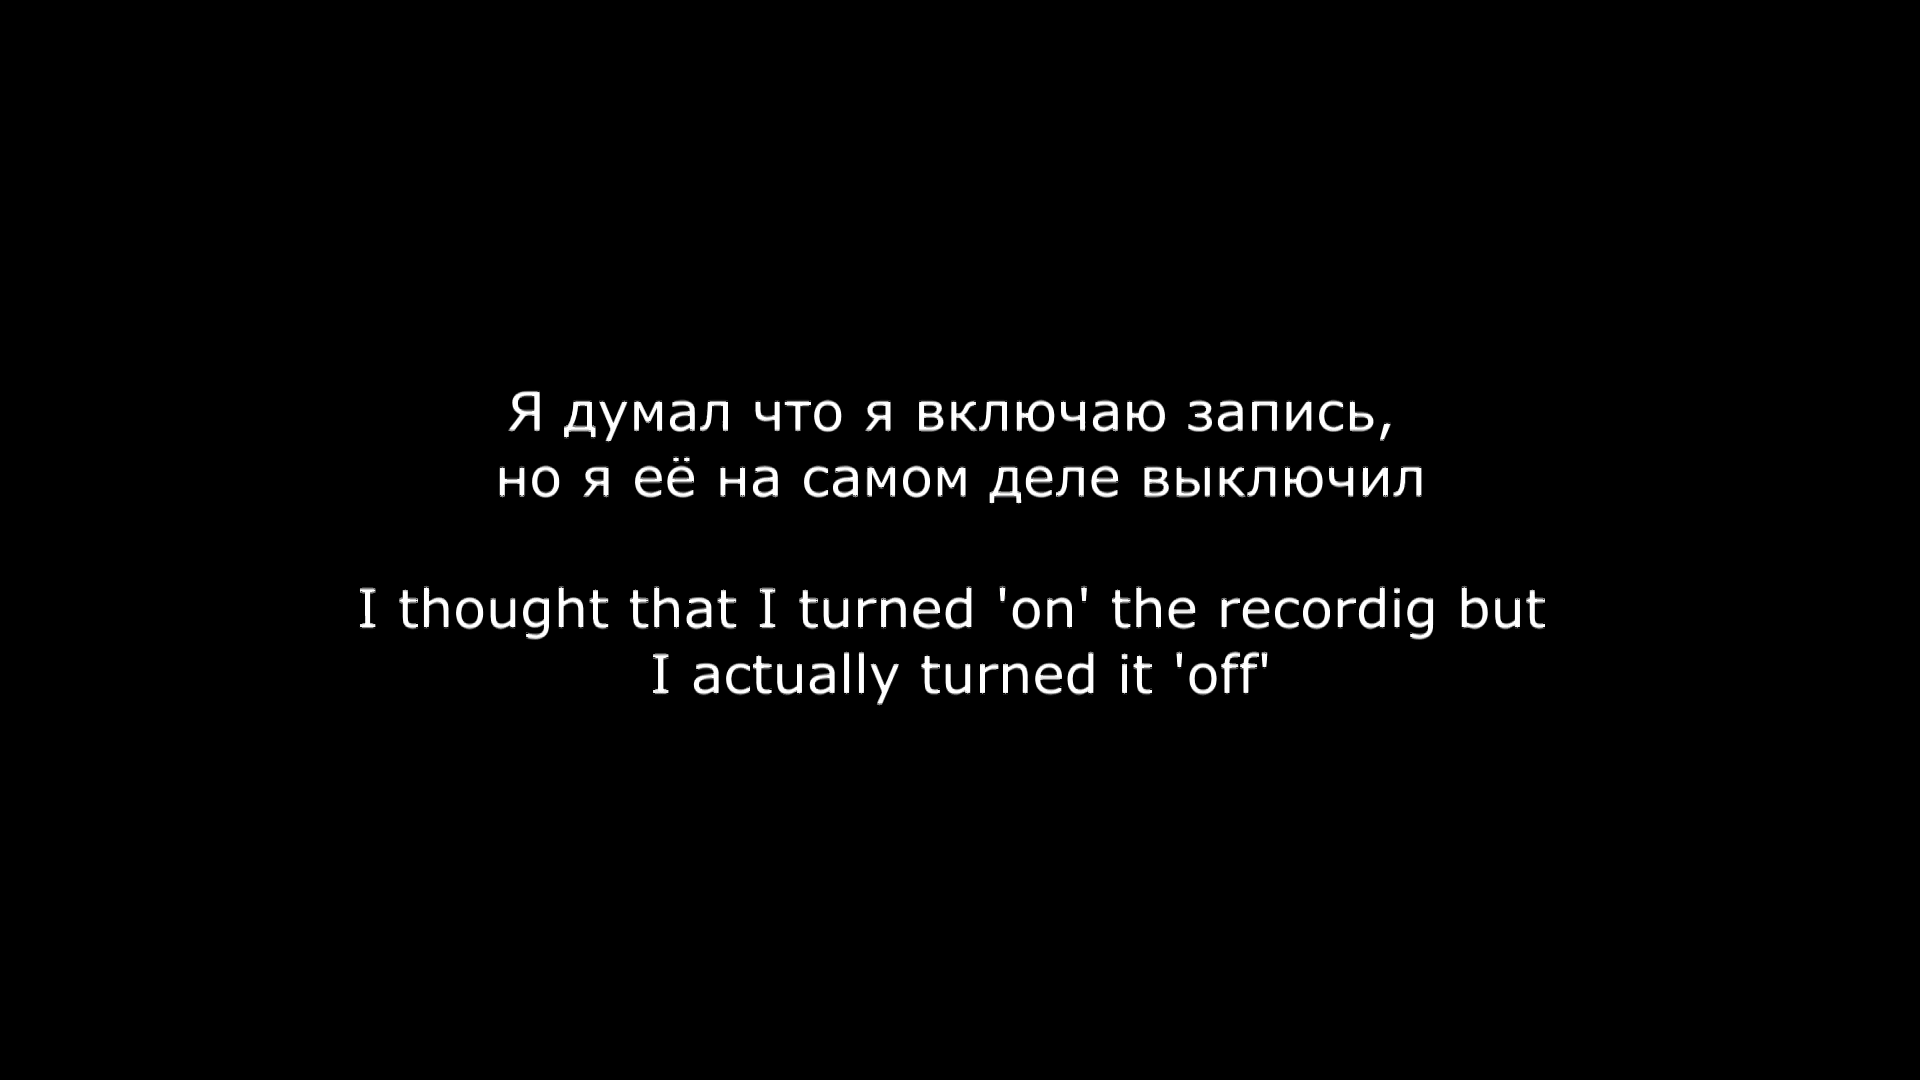 Я думал что я включаю запись,
но я её на самом деле выключил
I thought that I turned 'on' the recordig but
I actually turned it 'off'